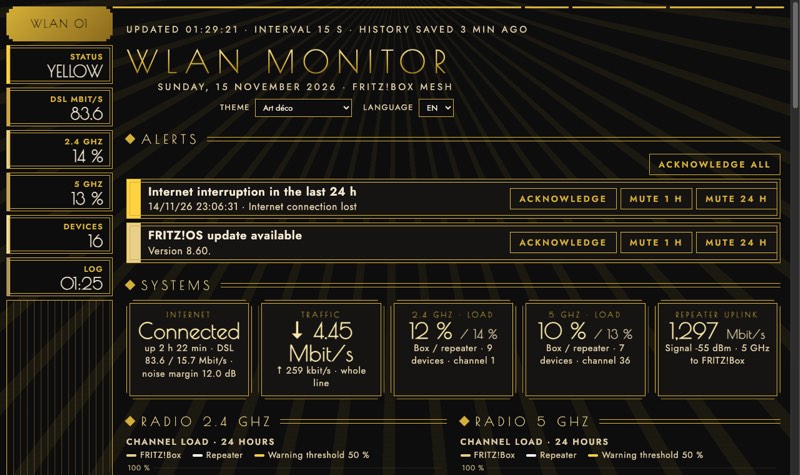 WLAN 01
STATUS
YELLOW
DSL MBIT/S
83.6
2.4 GHZ
14 %
5 GHZ
13 %
DEVICES
16
LOG
01:25
UPDATED 01:29:21 · INTERVAL 15 S · HISTORY SAVED 3 MIN AGO
WLAN MONITOR
SUNDAY, 15 NOVEMBER 2026 · FRITZ!BOX MESH
THEME Art déco LANGUAGE EN
ALERTS
ACKNOWLEDGE ALL
Internet interruption in the last 24 h
14/11/26 23:06:31 · Internet connection lost
ACKNOWLEDGE MUTE 1 H MUTE 24 H
FRITZ!OS update available
Version 8.60.
ACKNOWLEDGE MUTE 1 H MUTE 24 H
SYSTEMS
INTERNET
Connected
up 2 h 22 min · DSL
83.6 / 15.7 Mbit/s ·
noise margin 12.0 dB
TRAFFIC
↓ 4.45
Mbit/s
↑ 259 kbit/s · whole
line
2.4 GHZ · LOAD
12 % / 14 %
Box / repeater · 9
devices · channel 1
5 GHZ · LOAD
10 % / 13 %
Box / repeater · 7
devices · channel 36
REPEATER UPLINK
1,297 Mbit/s
Signal -55 dBm · 5 GHz
to FRITZ!Box
RADIO 2.4 GHZ
CHANNEL LOAD · 24 HOURS
FRITZ!Box Repeater Warning threshold 50 %
100 %
RADIO 5 GHZ
CHANNEL LOAD · 24 HOURS
FRITZ!Box Repeater Warning threshold 50 %
100 %